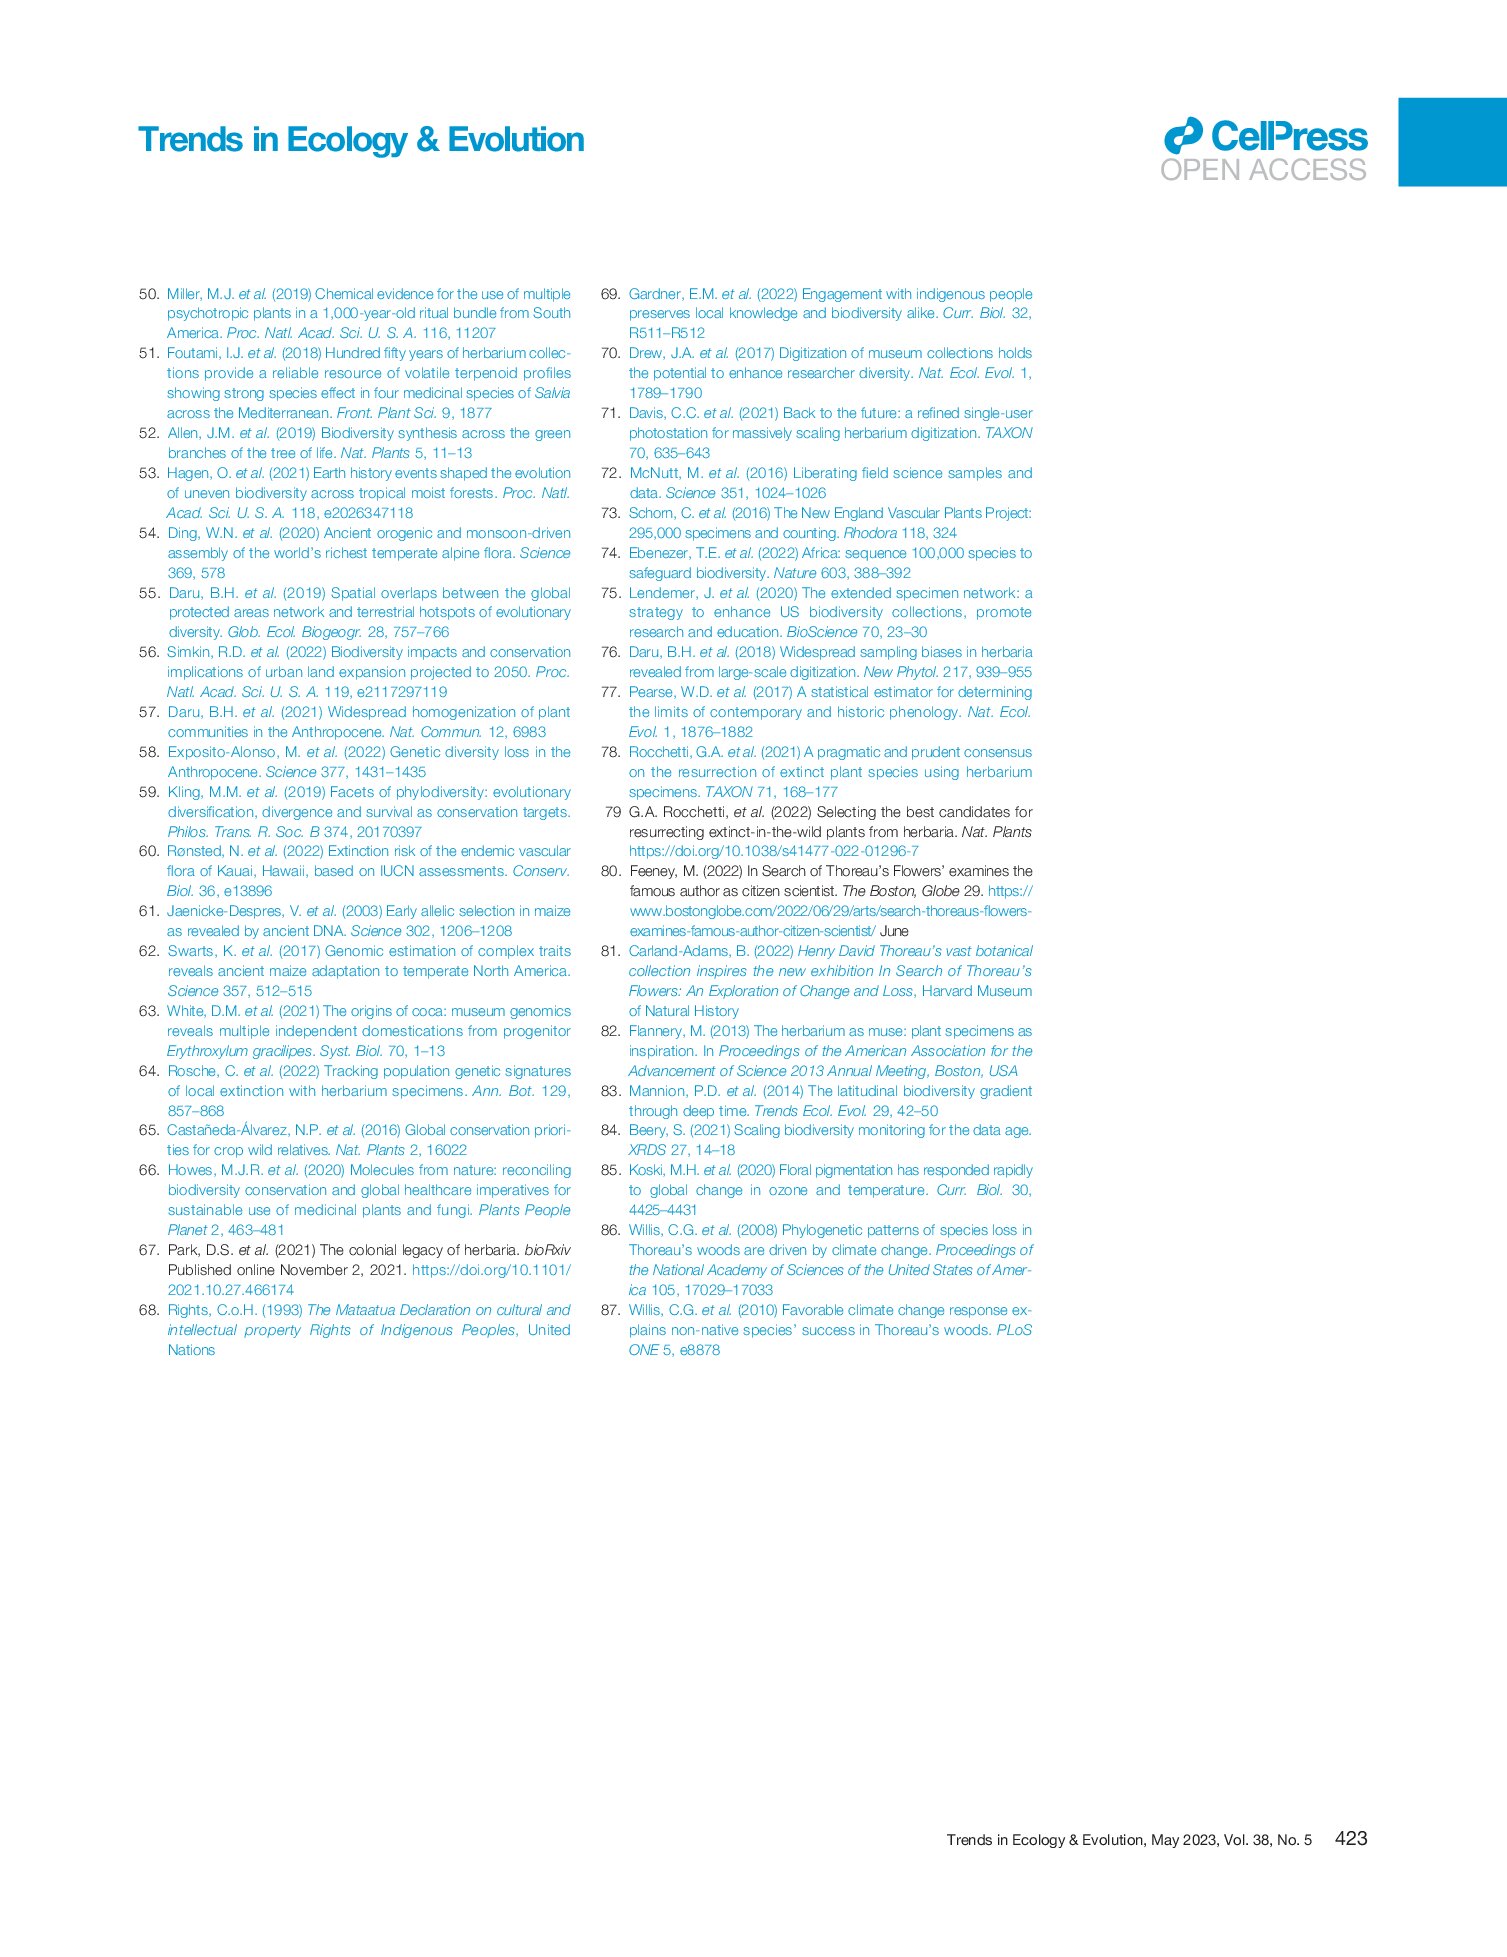 Trends in Ecology & Evolution
CellPress
OPEN ACCESS
50. Miller, M.J. et al. (2019) Chemical evidence for the use of multiple
psychotropic plants in a 1,000-year-old ritual bundle from South
America. Proc. Natl. Acad. Sci. U. S. A. 116, 11207
51. Foutami, I.J. et al. (2018) Hundred fifty years of herbarium collec-
tions provide a reliable resource of volatile terpenoid profiles
showing strong species effect in four medicinal species of Salvia
across the Mediterranean. Front. Plant Sci. 9, 1877
52. Allen, J.M. et al. (2019) Biodiversity synthesis across the green
branches of the tree of life. Nat. Plants 5, 11–13
53. Hagen, O. et al. (2021) Earth history events shaped the evolution
of uneven biodiversity across tropical moist forests. Proc. Natl.
Acad. Sci. U. S. A. 118, e2026347118
54. Ding, W.N. et al. (2020) Ancient orogenic and monsoon-driven
assembly of the world's richest temperate alpine flora. Science
369, 578
55. Daru, B.H. et al. (2019) Spatial overlaps between the global
protected areas network and terrestrial hotspots of evolutionary
diversity. Glob. Ecol. Biogeogr. 28, 757–766
56. Simkin, R.D. et al. (2022) Biodiversity impacts and conservation
implications of urban land expansion projected to 2050. Proc.
Natl. Acad. Sci. U. S. A. 119, e2117297119
57. Daru, B.H. et al. (2021) Widespread homogenization of plant
communities in the Anthropocene. Nat. Commun. 12, 6983
58. Exposito-Alonso, M. et al. (2022) Genetic diversity loss in the
Anthropocene. Science 377, 1431–1435
59. Kling, M.M. et al. (2019) Facets of phylodiversity: evolutionary
diversification, divergence and survival as conservation targets.
Philos. Trans. R. Soc. B 374, 20170397
60. Rønsted, N. et al. (2022) Extinction risk of the endemic vascular
flora of Kauai, Hawaii, based on IUCN assessments. Conserv.
Biol. 36, e13896
61. Jaenicke-Despres, V. et al. (2003) Early allelic selection in maize
as revealed by ancient DNA. Science 302, 1206–1208
62. Swarts, K. et al. (2017) Genomic estimation of complex traits
reveals ancient maize adaptation to temperate North America.
Science 357, 512–515
63. White, D.M. et al. (2021) The origins of coca: museum genomics
reveals multiple independent domestications from progenitor
Erythroxylum gracilipes. Syst. Biol. 70, 1–13
64. Rosche, C. et al. (2022) Tracking population genetic signatures
of local extinction with herbarium specimens. Ann. Bot. 129,
857–868
65. Castañeda-Álvarez, N.P. et al. (2016) Global conservation priori-
ties for crop wild relatives. Nat. Plants 2, 16022
66. Howes, M.J.R. et al. (2020) Molecules from nature: reconciling
biodiversity conservation and global healthcare imperatives for
sustainable use of medicinal plants and fungi. Plants People
Planet 2, 463–481
67. Park, D.S. et al. (2021) The colonial legacy of herbaria. bioRxiv
Published online November 2, 2021. https://doi.org/10.1101/
2021.10.27.466174
68. Rights, C.o.H. (1993) The Mataatua Declaration on cultural and
intellectual property Rights of Indigenous Peoples, United
Nations
69. Gardner, E.M. et al. (2022) Engagement with indigenous people
preserves local knowledge and biodiversity alike. Curr. Biol. 32,
R511–R512
70. Drew, J.A. et al. (2017) Digitization of museum collections holds
the potential to enhance researcher diversity. Nat. Ecol. Evol. 1,
1789–1790
71. Davis, C.C. et al. (2021) Back to the future: a refined single-user
photostation for massively scaling herbarium digitization. TAXON
70, 635–643
72. McNutt, M. et al. (2016) Liberating field science samples and
data. Science 351, 1024–1026
73. Schorn, C. et al. (2016) The New England Vascular Plants Project:
295,000 specimens and counting. Rhodora 118, 324
74. Ebenezer, T.E. et al. (2022) Africa: sequence 100,000 species to
safeguard biodiversity. Nature 603, 388–392
75. Lendemer, J. et al. (2020) The extended specimen network: a
strategy to enhance US biodiversity collections, promote
research and education. BioScience 70, 23–30
76. Daru, B.H. et al. (2018) Widespread sampling biases in herbaria
revealed from large-scale digitization. New Phytol. 217, 939–955
77. Pearse, W.D. et al. (2017) A statistical estimator for determining
the limits of contemporary and historic phenology. Nat. Ecol.
Evol. 1, 1876–1882
78. Rocchetti, G.A. et al. (2021) A pragmatic and prudent consensus
on the resurrection of extinct plant species using herbarium
specimens. TAXON 71, 168–177
79 G.A. Rocchetti, et al. (2022) Selecting the best candidates for
resurrecting extinct-in-the-wild plants from herbaria. Nat. Plants
https://doi.org/10.1038/s41477-022-01296-7
80. Feeney, M. (2022) In Search of Thoreau's Flowers' examines the
famous author as citizen scientist. The Boston, Globe 29. https://
www.bostonglobe.com/2022/06/29/arts/search-thoreaus-flowers-
examines-famous-author-citizen-scientist/ June
81. Carland-Adams, B. (2022) Henry David Thoreau's vast botanical
collection inspires the new exhibition In Search of Thoreau's
Flowers: An Exploration of Change and Loss, Harvard Museum
of Natural History
82. Flannery, M. (2013) The herbarium as muse: plant specimens as
inspiration. In Proceedings of the American Association for the
Advancement of Science 2013 Annual Meeting, Boston, USA
83. Mannion, P.D. et al. (2014) The latitudinal biodiversity gradient
through deep time. Trends Ecol. Evol. 29, 42–50
84. Beery, S. (2021) Scaling biodiversity monitoring for the data age.
XRDS 27, 14–18
85. Koski, M.H. et al. (2020) Floral pigmentation has responded rapidly
to global change in ozone and temperature. Curr. Biol. 30,
4425–4431
86. Willis, C.G. et al. (2008) Phylogenetic patterns of species loss in
Thoreau's woods are driven by climate change. Proceedings of
the National Academy of Sciences of the United States of Amer-
ica 105, 17029–17033
87. Willis, C.G. et al. (2010) Favorable climate change response ex-
plains non-native species' success in Thoreau's woods. PLoS
ONE 5, e8878
Trends in Ecology & Evolution, May 2023, Vol. 38, No. 5 423